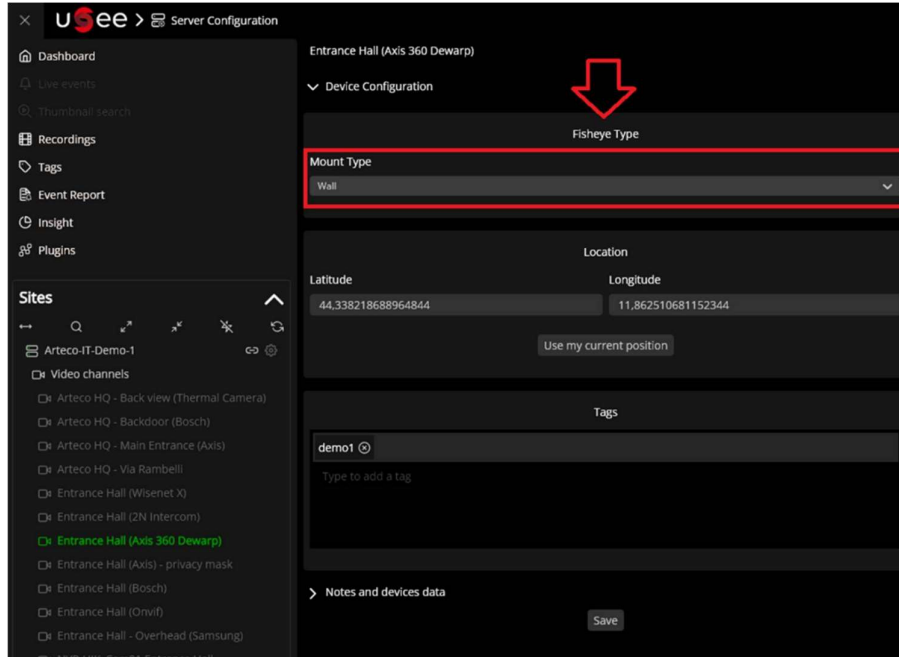 usee > Server Configuration
Dashboard
Live events
Thumbnail search
Recordings
Tags
Event Report
Insight
Plugins
Sites
Arteco-IT-Demo-1
Video channels
Arteco HQ - Back view (Thermal Camera)
Arteco HQ - Backdoor (Bosch)
Arteco HQ - Main Entrance (Axis)
Arteco HQ - Via Rambelli
Entrance Hall (Wisenet X)
Entrance Hall (2N Intercom)
Entrance Hall (Axis 360 Dewarp)
Entrance Hall (Axis) - privacy mask
Entrance Hall (Bosch)
Entrance Hall (Onvif)
Entrance Hall - Overhead (Samsung)
Entrance Hall (Axis 360 Dewarp)
Device Configuration
Fisheye Type
Mount Type
Wall
Location
Latitude Longitude
44,338218688964844 11,862510681152344
Use my current position
Tags
demo1
Type to add a tag
Notes and devices data
Save